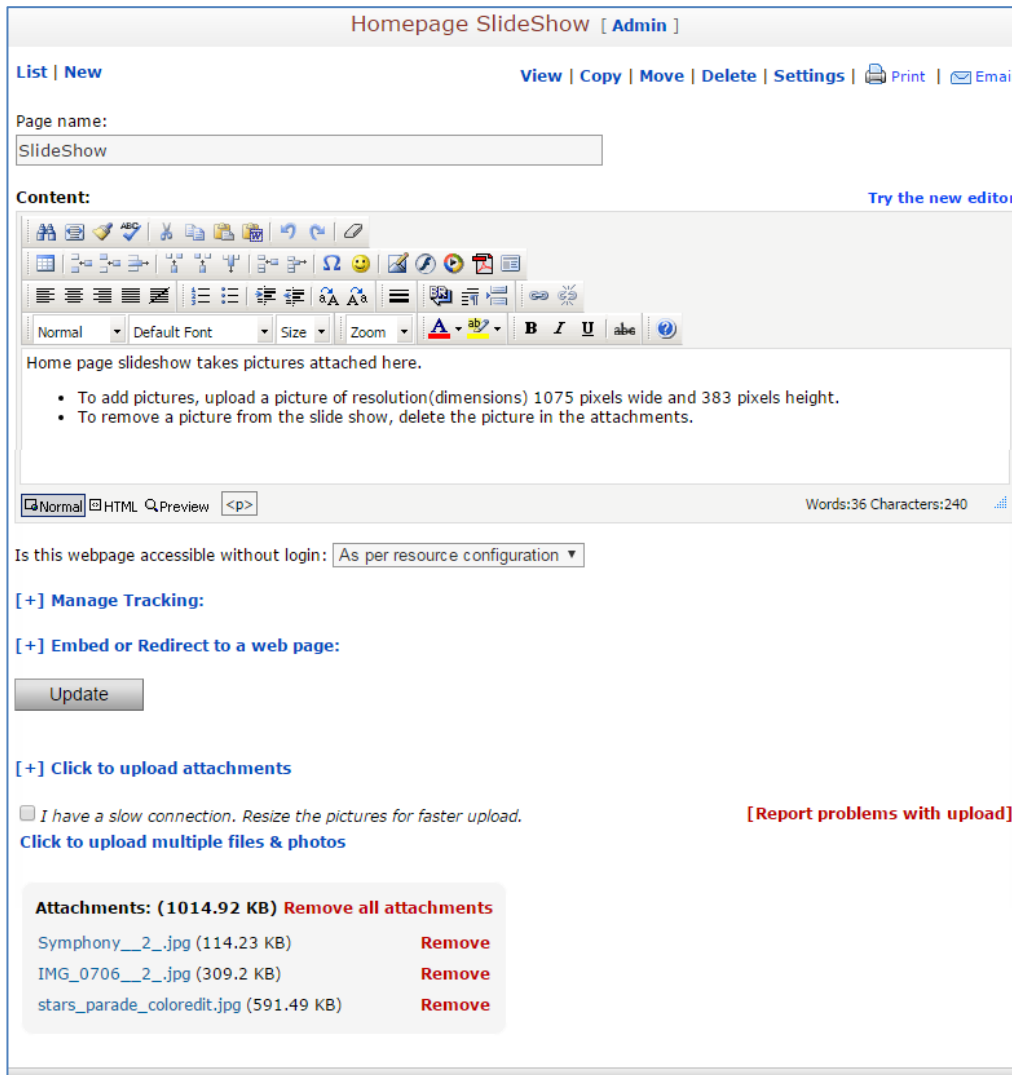 Homepage SlideShow [ Admin ]
List | New
View | Copy | Move | Delete | Settings | Print | Emai
Page name:
SlideShow
Content:
Try the new editor
ABC
W
Ω
aA Aa
Normal Default Font Size Zoom A ab B I U abc ?
Home page slideshow takes pictures attached here.
• To add pictures, upload a picture of resolution(dimensions) 1075 pixels wide and 383 pixels height.
• To remove a picture from the slide show, delete the picture in the attachments.
Normal HTML Preview <p>
Words:36 Characters:240
Is this webpage accessible without login: As per resource configuration
[+] Manage Tracking:
[+] Embed or Redirect to a web page:
Update
[+] Click to upload attachments
I have a slow connection. Resize the pictures for faster upload.
[Report problems with upload]
Click to upload multiple files & photos
Attachments: (1014.92 KB) Remove all attachments
Symphony__2_.jpg (114.23 KB) Remove
IMG_0706__2_.jpg (309.2 KB) Remove
stars_parade_coloredit.jpg (591.49 KB) Remove